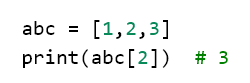 abc = [1,2,3]
print(abc[2])  # 3